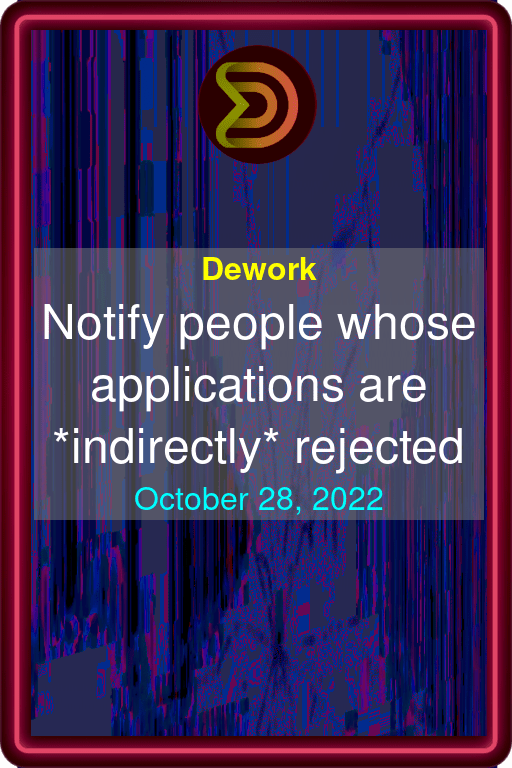 Dework
Notify people whose
applications are
*indirectly* rejected
October 28, 2022